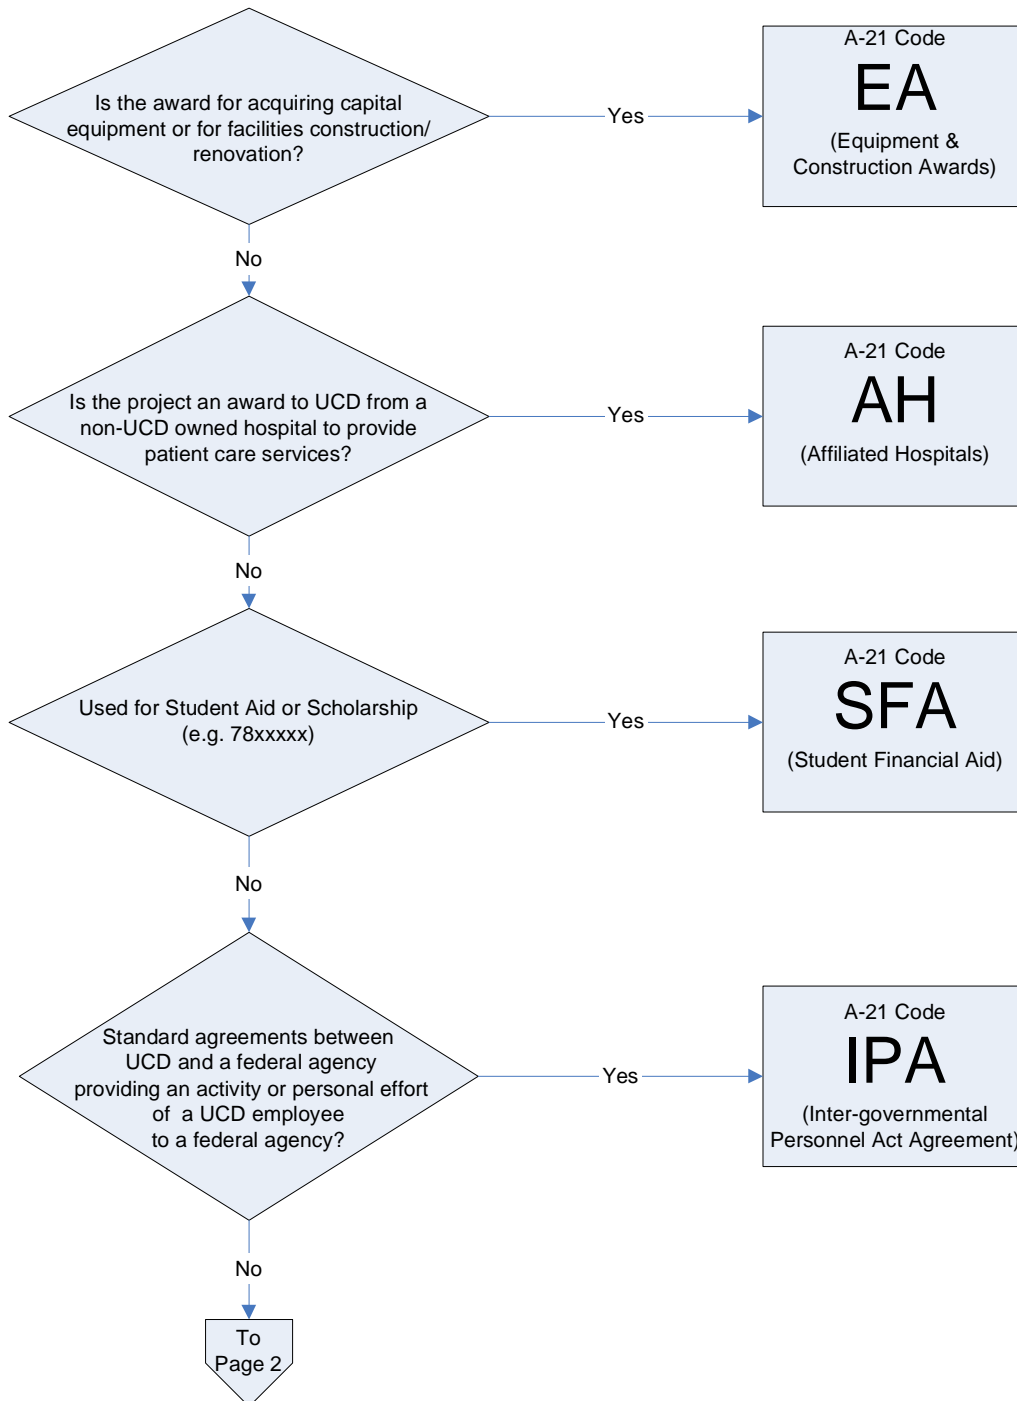 Is the award for acquiring capital
equipment or for facilities construction/
renovation?
Yes
A-21 Code
EA
(Equipment &
Construction Awards)
No
Is the project an award to UCD from a
non-UCD owned hospital to provide
patient care services?
Yes
A-21 Code
AH
(Affiliated Hospitals)
No
Used for Student Aid or Scholarship
(e.g. 78xxxxx)
Yes
A-21 Code
SFA
(Student Financial Aid)
No
Standard agreements between
UCD and a federal agency
providing an activity or personal effort
of a UCD employee
to a federal agency?
Yes
A-21 Code
IPA
(Inter-governmental
Personnel Act Agreement)
No
To
Page 2